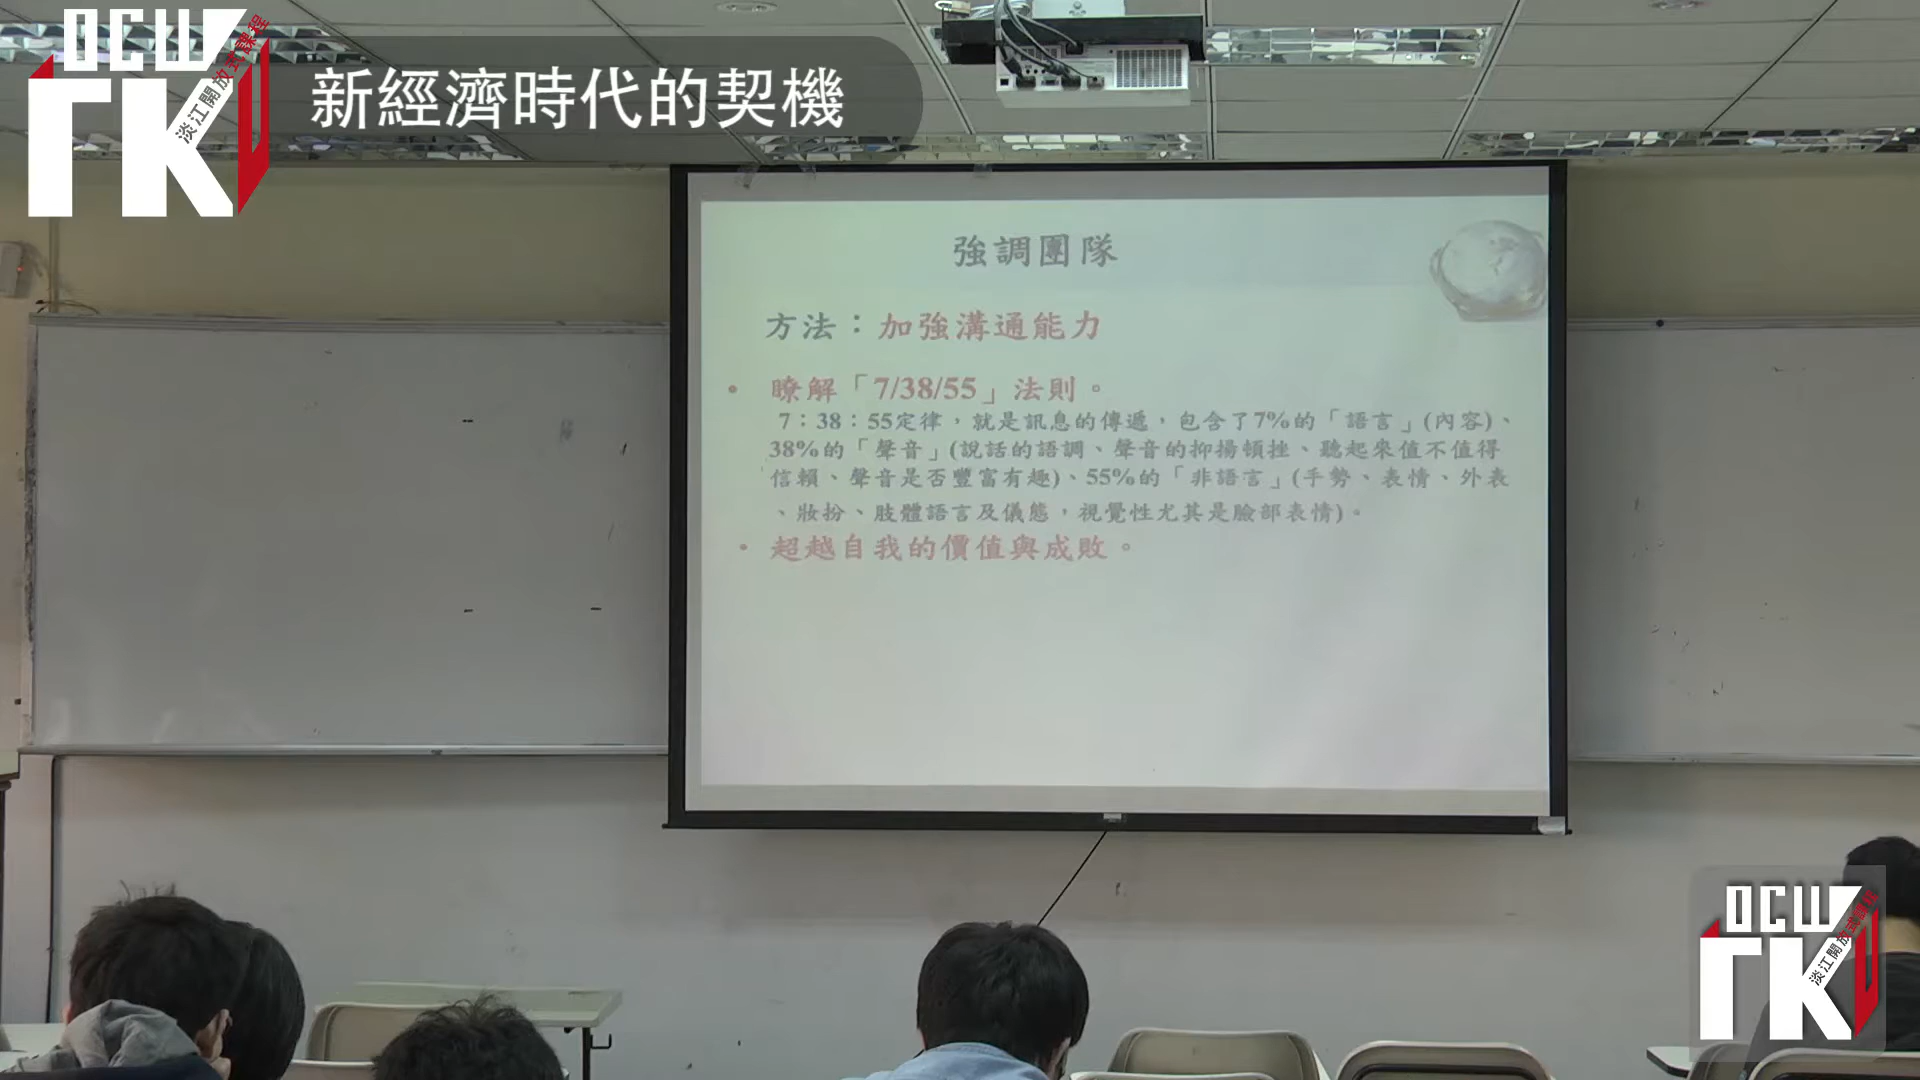 OCW
TKU
淡江開放式課程
新經濟時代的契機
強調團隊
方法：加強溝通能力
• 瞭解「7/38/55」法則。
7：38：55定律，就是訊息的傳遞，包含了7%的「語言」(內容)、
38%的「聲音」(說話的語調、聲音的抑揚頓挫、聽起來值不值得
信賴、聲音是否豐富有趣)、55%的「非語言」(手勢、表情、外表
、妝扮、肢體語言及儀態，視覺性尤其是臉部表情)。
• 超越自我的價值與成敗。
OCW
TKU
淡江開放式課程